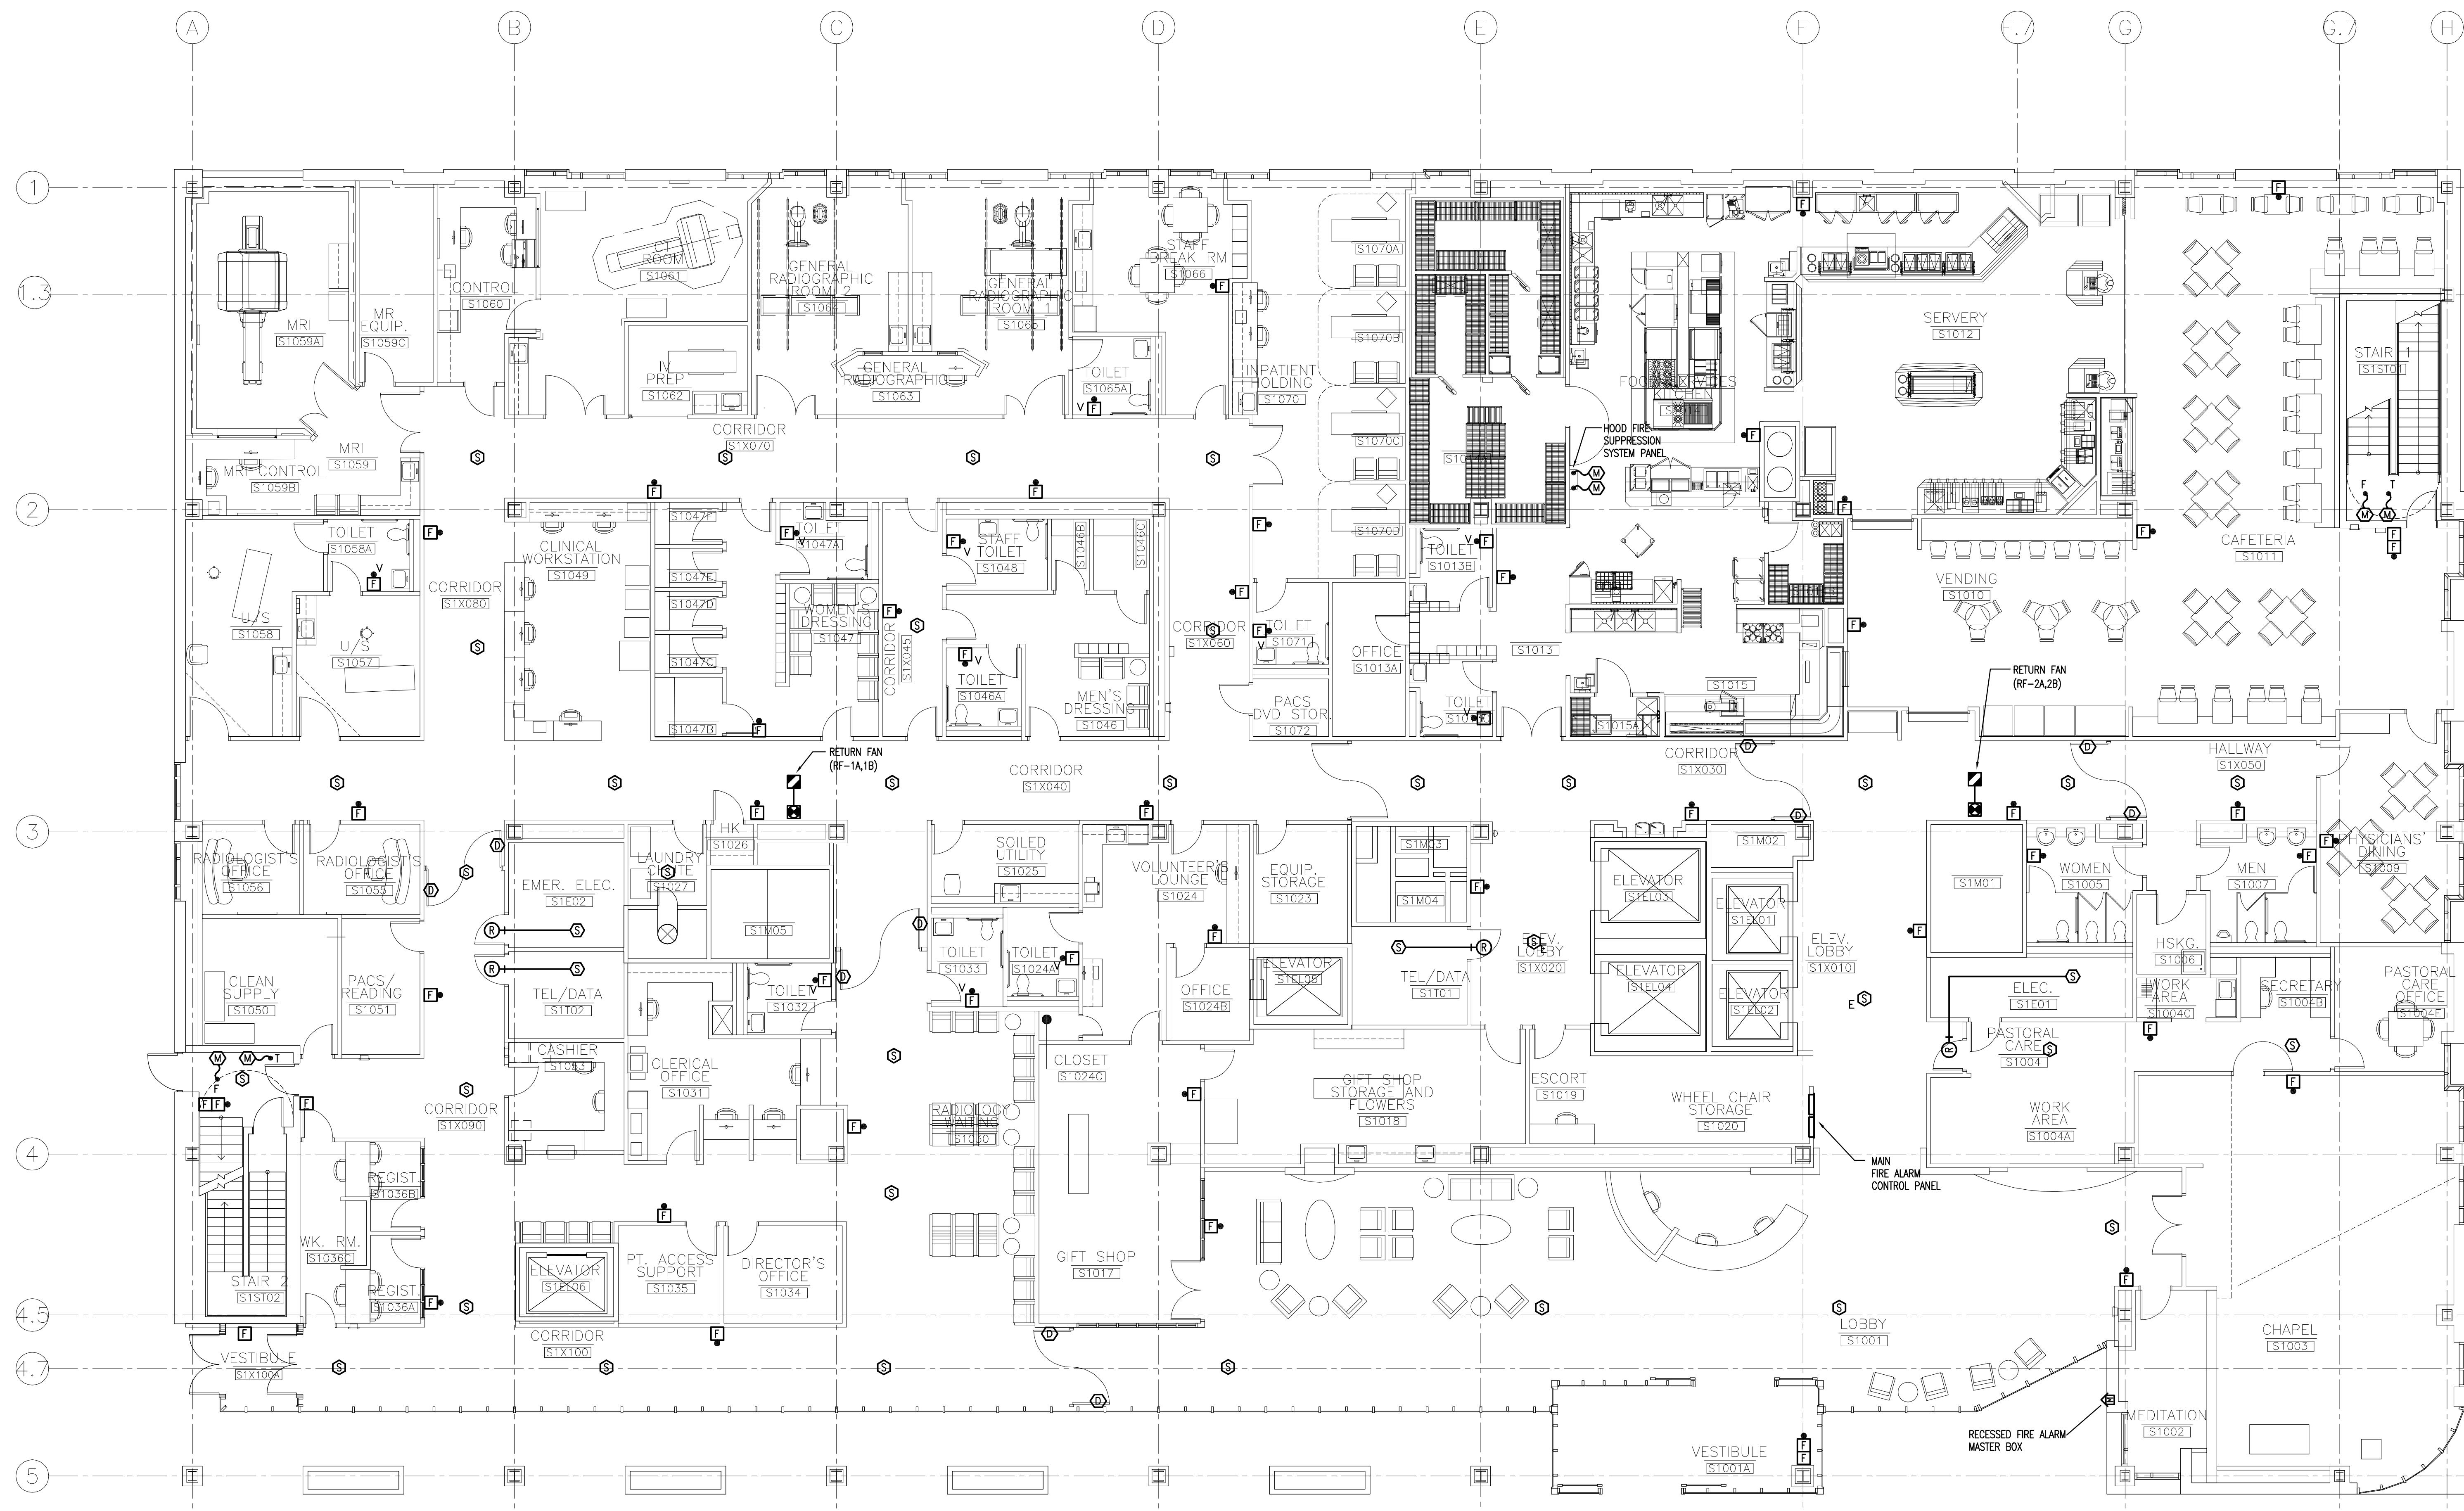 A
B
C
D
E
F
F.7
G
G.7
H
1
1.3
2
3
4
4.5
4.7
5
MRI
S1059A
MR
EQUIP.
S1059C
CONTROL
S1060
CT
ROOM
S1061
IV
PREP
S1062
GENERAL
RADIOGRAPHIC
ROOM 2
S1064
GENERAL
RADIOGRAPHIC
S1063
GENERAL
RADIOGRAPHIC
ROOM 1
S1065
STAFF
BREAK RM
S1066
TOILET
S1065A
INPATIENT
HOLDING
S1070
S1070A
S1070B
S1070C
S1070D
FOOD SERVICES
KITCHEN
S1014
HOOD FIRE
SUPPRESSION
SYSTEM PANEL
SERVERY
S1012
STAIR 1
S1ST01
CAFETERIA
S1011
VENDING
S1010
MRI
S1059
MRI CONTROL
S1059B
CORRIDOR
S1X070
TOILET
S1058A
U/S
S1058
U/S
S1057
CORRIDOR
S1X080
CLINICAL
WORKSTATION
S1049
S1047F
S1047E
S1047D
S1047C
S1047B
TOILET
S1047A
WOMEN'S
DRESSING
S1047
CORRIDOR
S1X045
STAFF
TOILET
S1048
S1046B
S1046C
TOILET
S1046A
MEN'S
DRESSING
S1046
CORRIDOR
S1X060
TOILET
S1071
OFFICE
S1013A
PACS
DVD STOR.
S1072
TOILET
S1013B
S1013
TOILET
S1015
S1015A
RETURN FAN
(RF-2A,2B)
RETURN FAN
(RF-1A,1B)
CORRIDOR
S1X040
CORRIDOR
S1X030
HALLWAY
S1X050
RADIOLOGIST'S
OFFICE
S1056
RADIOLOGIST'S
OFFICE
S1055
EMER. ELEC.
S1E02
LAUNDRY
CHUTE
S1027
HK.
S1026
S1M05
SOILED
UTILITY
S1025
VOLUNTEER'S
LOUNGE
S1024
EQUIP.
STORAGE
S1023
S1M03
S1M04
S1M02
ELEVATOR
S1EL03
ELEVATOR
S1EL01
ELEVATOR
S1EL04
ELEVATOR
S1EL02
ELEV.
LOBBY
S1X020
ELEV.
LOBBY
S1X010
S1M01
WOMEN
S1005
MEN
S1007
PHYSICIANS'
DINING
S1009
HSKG.
S1006
CLEAN
SUPPLY
S1050
PACS/
READING
S1051
TEL/DATA
S1T02
TOILET
S1032
TOILET
S1033
TOILET
S1024A
OFFICE
S1024B
ELEVATOR
S1EL05
TEL/DATA
S1T01
ELEC.
S1E01
WORK
AREA
S1004C
SECRETARY
S1004B
PASTORAL
CARE
OFFICE
S1004E
PASTORAL
CARE
S1004
CASHIER
S1053
CLERICAL
OFFICE
S1031
CLOSET
S1024C
CORRIDOR
S1X090
RADIOLOGY
WAITING
S1030
GIFT SHOP
STORAGE AND
FLOWERS
S1018
ESCORT
S1019
WHEEL CHAIR
STORAGE
S1020
WORK
AREA
S1004A
MAIN
FIRE ALARM
CONTROL PANEL
REGIST.
S1036B
WK. RM.
S1036C
REGIST.
S1036A
STAIR 2
S1ST02
ELEVATOR
S1EL06
PT. ACCESS
SUPPORT
S1035
DIRECTOR'S
OFFICE
S1034
GIFT SHOP
S1017
CORRIDOR
S1X100
VESTIBULE
S1X100A
LOBBY
S1001
CHAPEL
S1003
MEDITATION
S1002
VESTIBULE
S1001A
RECESSED FIRE ALARM
MASTER BOX